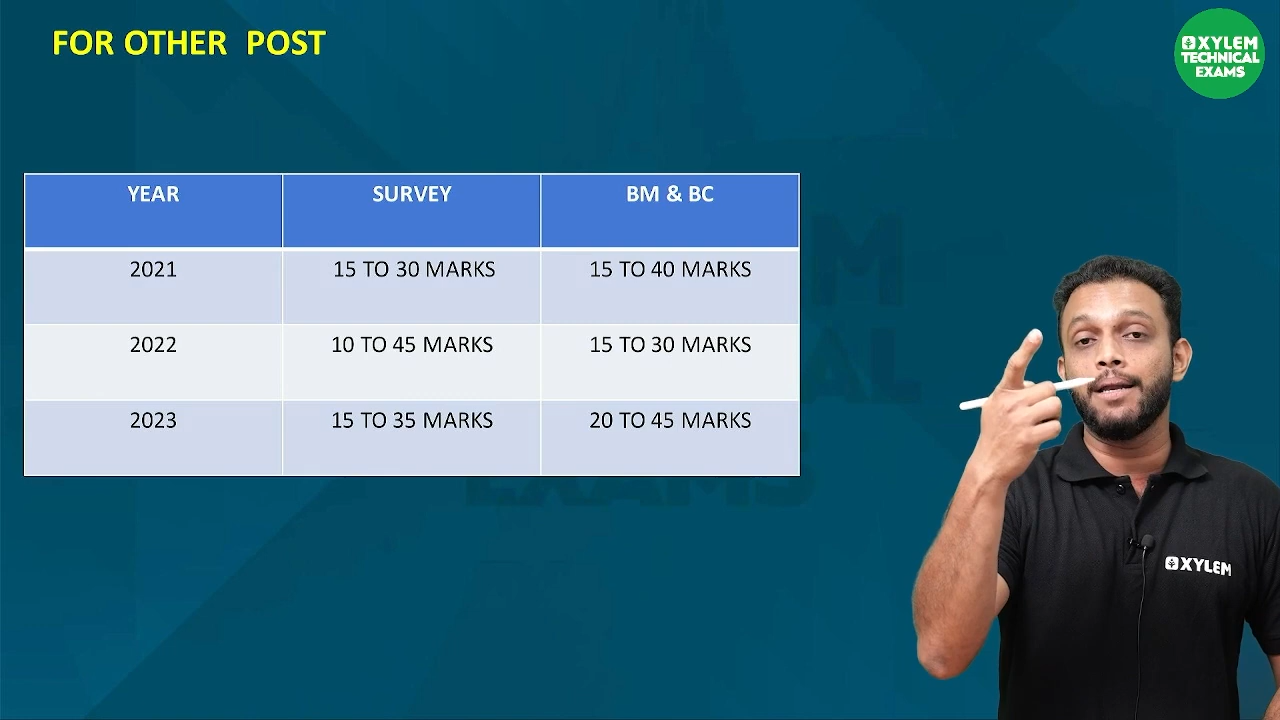 FOR OTHER POST
XYLEM
TECHNICAL
EXAMS
YEAR SURVEY BM & BC
2021 15 TO 30 MARKS 15 TO 40 MARKS
2022 10 TO 45 MARKS 15 TO 30 MARKS
2023 15 TO 35 MARKS 20 TO 45 MARKS
EXAMS
XYLEM